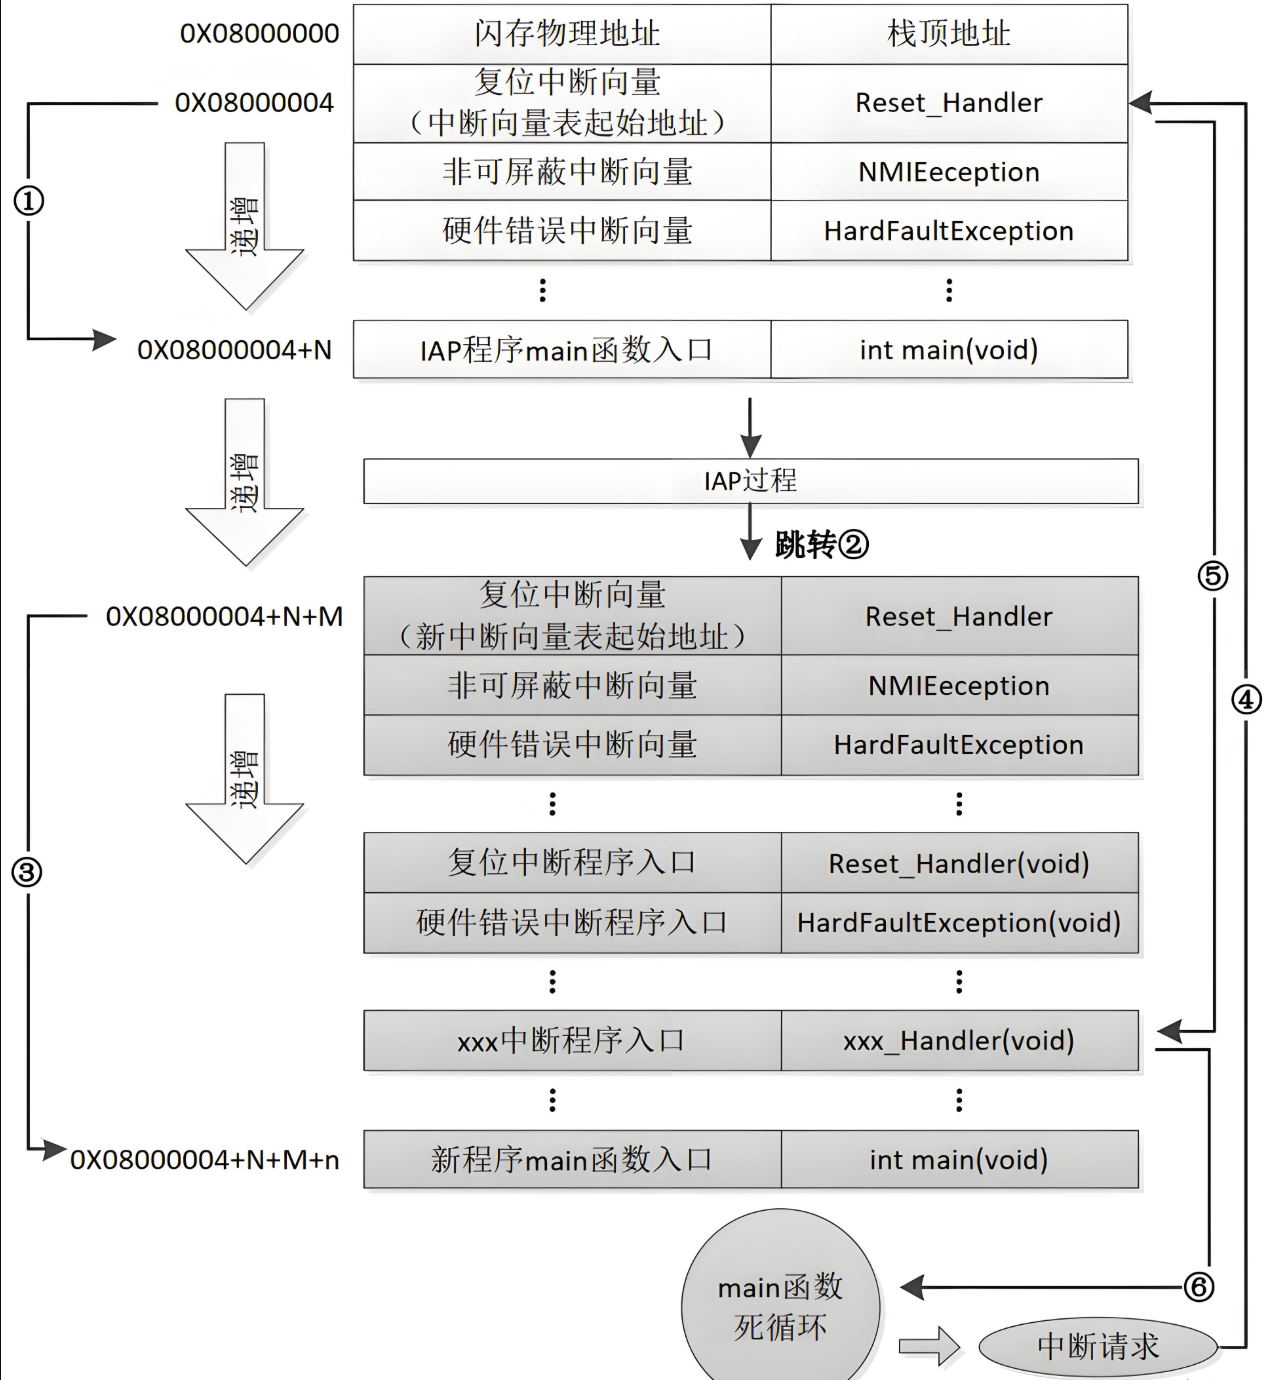 0X08000000 闪存物理地址 栈顶地址
复位中断向量
0X08000004 （中断向量表起始地址） Reset_Handler
非可屏蔽中断向量 NMIEeception
① 递增
硬件错误中断向量 HardFaultException
0X08000004+N IAP程序main函数入口 int main(void)
递增
IAP过程
跳转②
⑤
复位中断向量
0X08000004+N+M （新中断向量表起始地址） Reset_Handler
非可屏蔽中断向量 NMIEeception
④
硬件错误中断向量 HardFaultException
递增
③
复位中断程序入口 Reset_Handler(void)
硬件错误中断程序入口 HardFaultException(void)
xxx中断程序入口 xxx_Handler(void)
0X08000004+N+M+n 新程序main函数入口 int main(void)
⑥
main函数
死循环
中断请求